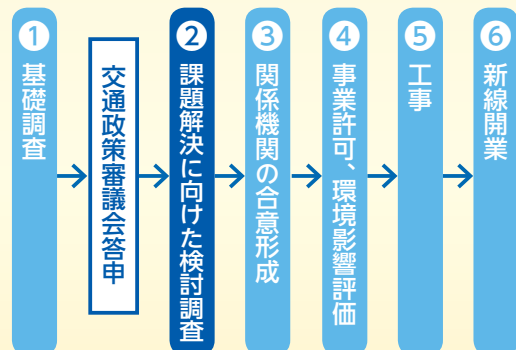 1
基礎調査
交通政策審議会答申
2
課題解決に向けた検討調査
3
関係機関の合意形成
4
事業許可、環境影響評価
5
工事
6
新線開業